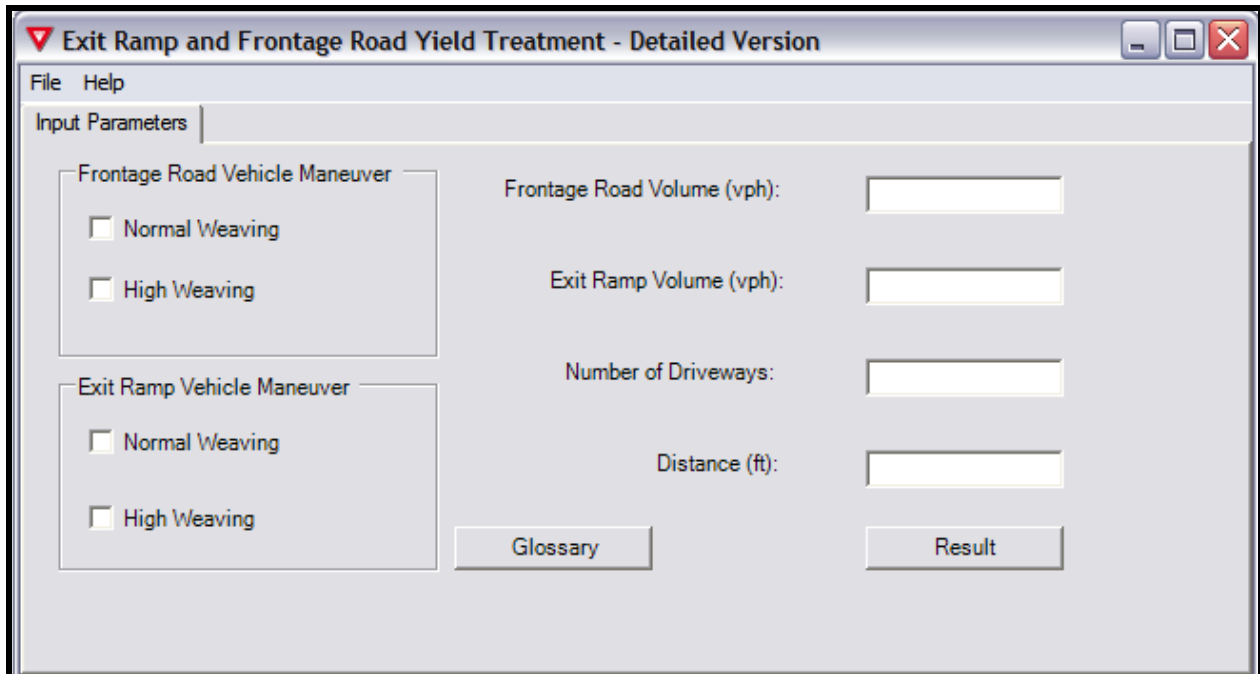 Exit Ramp and Frontage Road Yield Treatment - Detailed Version
File Help
Input Parameters
Frontage Road Vehicle Maneuver
Normal Weaving
High Weaving
Exit Ramp Vehicle Maneuver
Normal Weaving
High Weaving
Frontage Road Volume (vph):
Exit Ramp Volume (vph):
Number of Driveways:
Distance (ft):
Glossary
Result